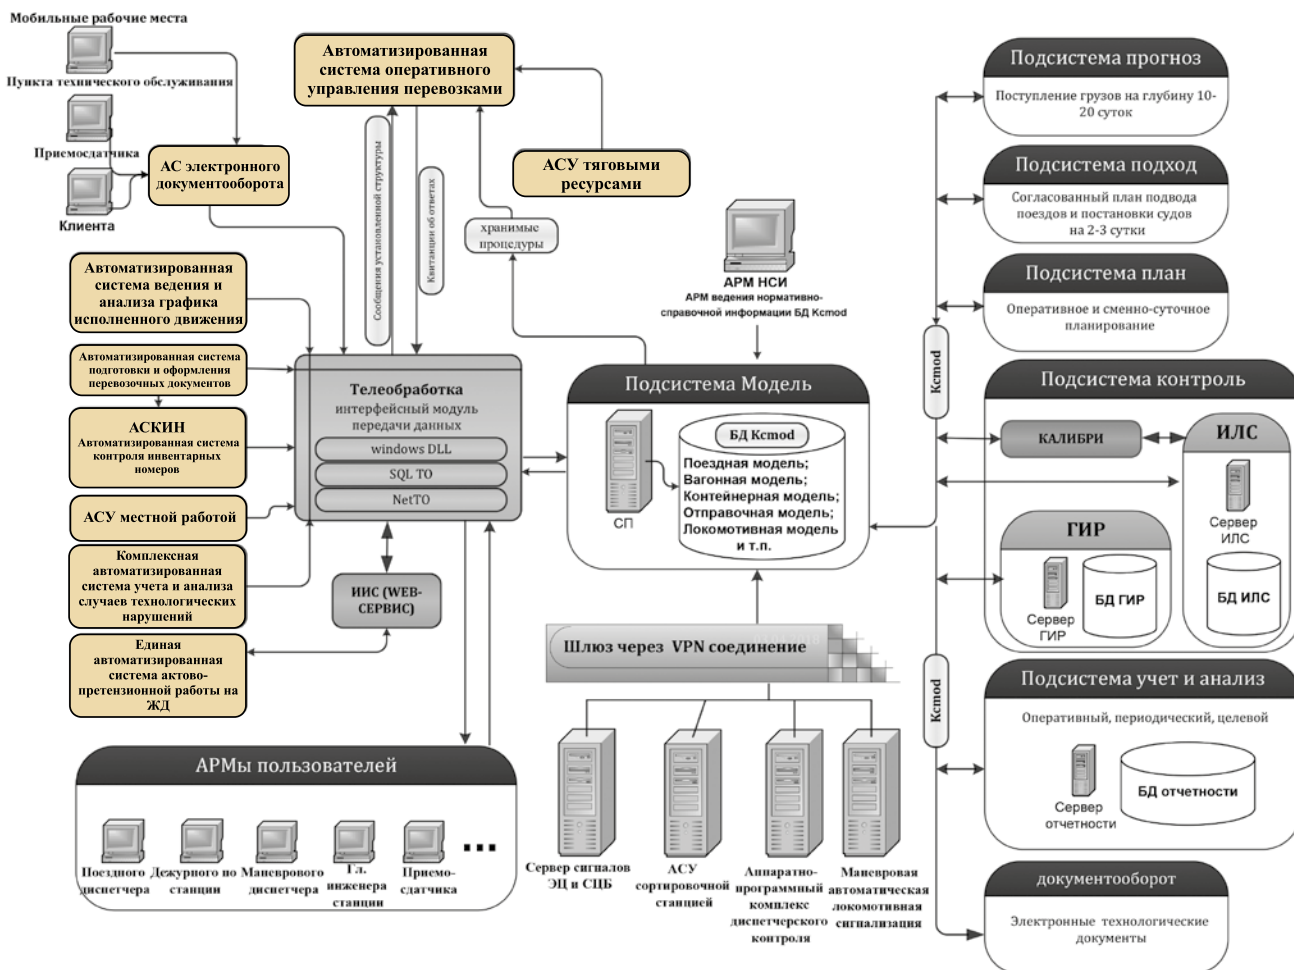 Мобильные рабочие места
Пункта технического обслуживания
Приемосдатчика
Клиента
АС электронного
документооборота
Автоматизированная
система оперативного
управления перевозками
АСУ тяговыми
ресурсами
Сообщения установленной структуры
Квитанции об ответах
хранимые
процедуры
Автоматизированная
система ведения и
анализа графика
исполненного движения
Автоматизированная система
подготовки и оформления
перевозочных документов
АСКИН
Автоматизированная система
контроля инвентарных
номеров
АСУ местной работой
Комплексная
автоматизированная
система учета и анализа
случаев технологических
нарушений
Единая
автоматизированная
система актово-
претензионной работы на
ЖД
Телеобработка
интерфейсный модуль
передачи данных
windows DLL
SQL TO
NetTO
ИИС (WEB-
СЕРВИС)
АРМ НСИ
АРМ ведения нормативно-
справочной информации БД Kcmod
Подсистема Модель
СП
БД Kcmod
Поездная модель;
Вагонная модель;
Контейнерная модель;
Отправочная модель;
Локомотивная модель
и т.п.
Шлюз через VPN соединение
Сервер сигналов
ЭЦ и СЦБ
АСУ
сортировочной
станцией
Аппаратно-
программный
комплекс
диспетчерского
контроля
Маневровая
автоматическая
локомотивная
сигнализация
АРМы пользователей
Поездного
диспетчера
Дежурного по
станции
Маневрового
диспетчера
Гл.
инженера
станции
Приемо-
сдатчика
...
Kcmod
Kcmod
Подсистема прогноз
Поступление грузов на глубину 10-
20 суток
Подсистема подход
Согласованный план подвода
поездов и постановки судов
на 2-3 сутки
Подсистема план
Оперативное и сменно-суточное
планирование
Подсистема контроль
КАЛИБРИ
ИЛС
Сервер
ИЛС
БД ИЛС
ГИР
Сервер
ГИР
БД ГИР
Подсистема учет и анализ
Оперативный, периодический, целевой
Сервер
отчетности
БД отчетности
документооборот
Электронные технологические
документы